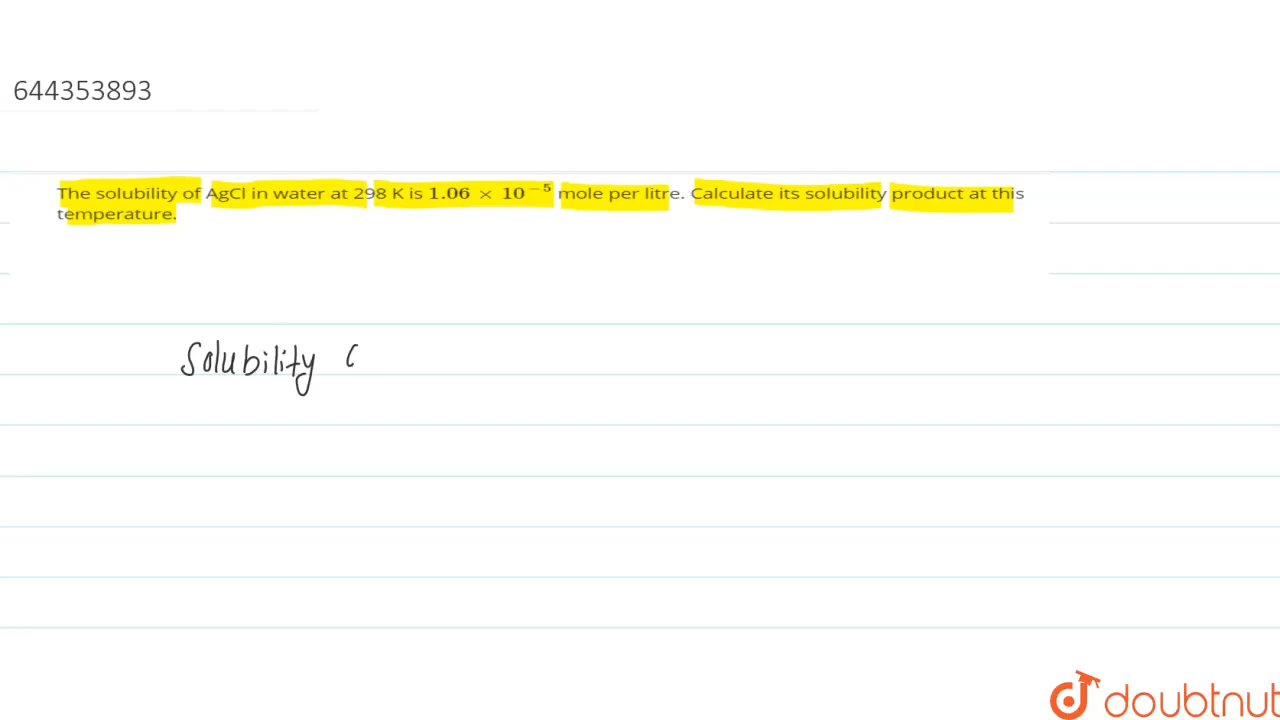 644353893
The solubility of AgCl in water at 298 K is 1.06 × 10⁻⁵ mole per litre. Calculate its solubility product at this
temperature.
Solubility (
doubtnut